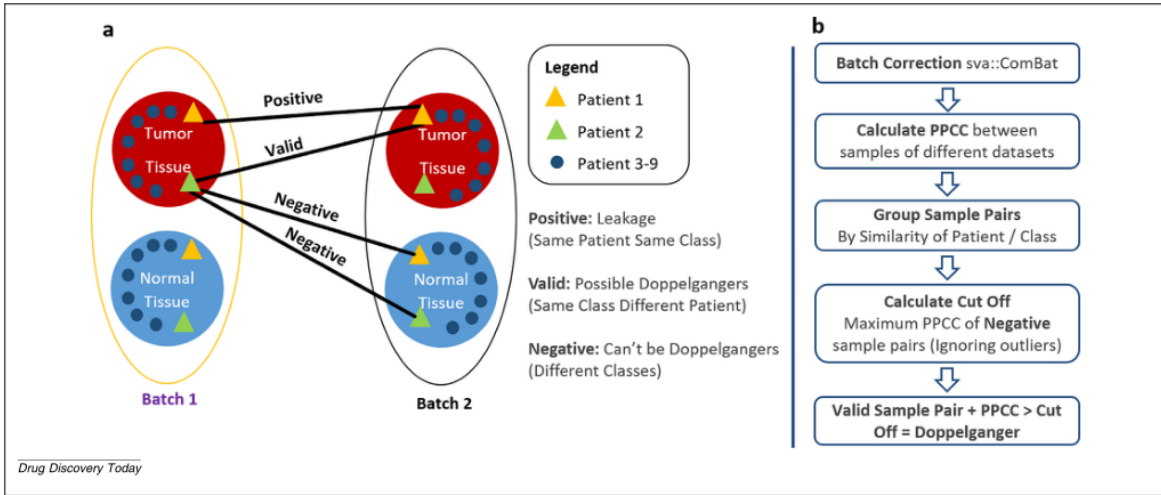 a
Positive
Valid
Negative
Negative
Tumor
Tissue
Normal
Tissue
Batch 1
Tumor
Tissue
Normal
Tissue
Batch 2
Legend
Patient 1
Patient 2
Patient 3-9
Positive: Leakage
(Same Patient Same Class)
Valid: Possible Doppelgangers
(Same Class Different Patient)
Negative: Can't be Doppelgangers
(Different Classes)
b
Batch Correction sva::ComBat
Calculate PPCC between
samples of different datasets
Group Sample Pairs
By Similarity of Patient / Class
Calculate Cut Off
Maximum PPCC of Negative
sample pairs (Ignoring outliers)
Valid Sample Pair + PPCC > Cut
Off = Doppelganger
Drug Discovery Today